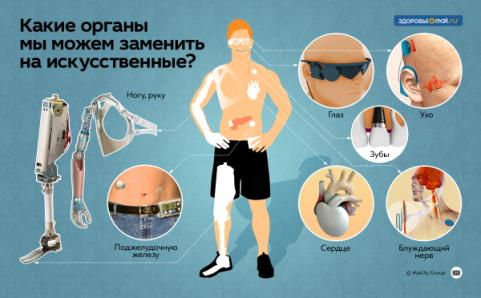 Какие органы
мы можем заменить
на искусственные?
ЗДОРОВЬЕ@mail.ru
Ногу, руку
Глаз
Ухо
Зубы
Поджелудочную
железу
Сердце
Блуждающий
нерв
© Mail.Ru Group